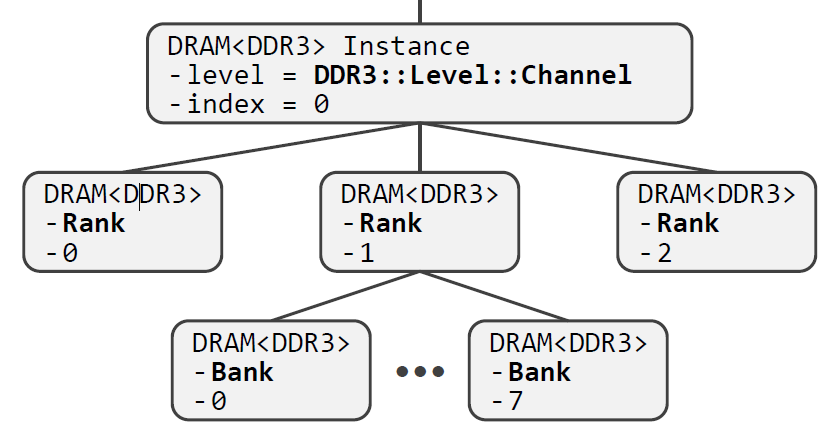 DRAM<DDR3> Instance
-level = DDR3::Level::Channel
-index = 0
DRAM<DDR3>
-Rank
-0
DRAM<DDR3>
-Rank
-1
DRAM<DDR3>
-Rank
-2
DRAM<DDR3>
-Bank
-0
•••
DRAM<DDR3>
-Bank
-7